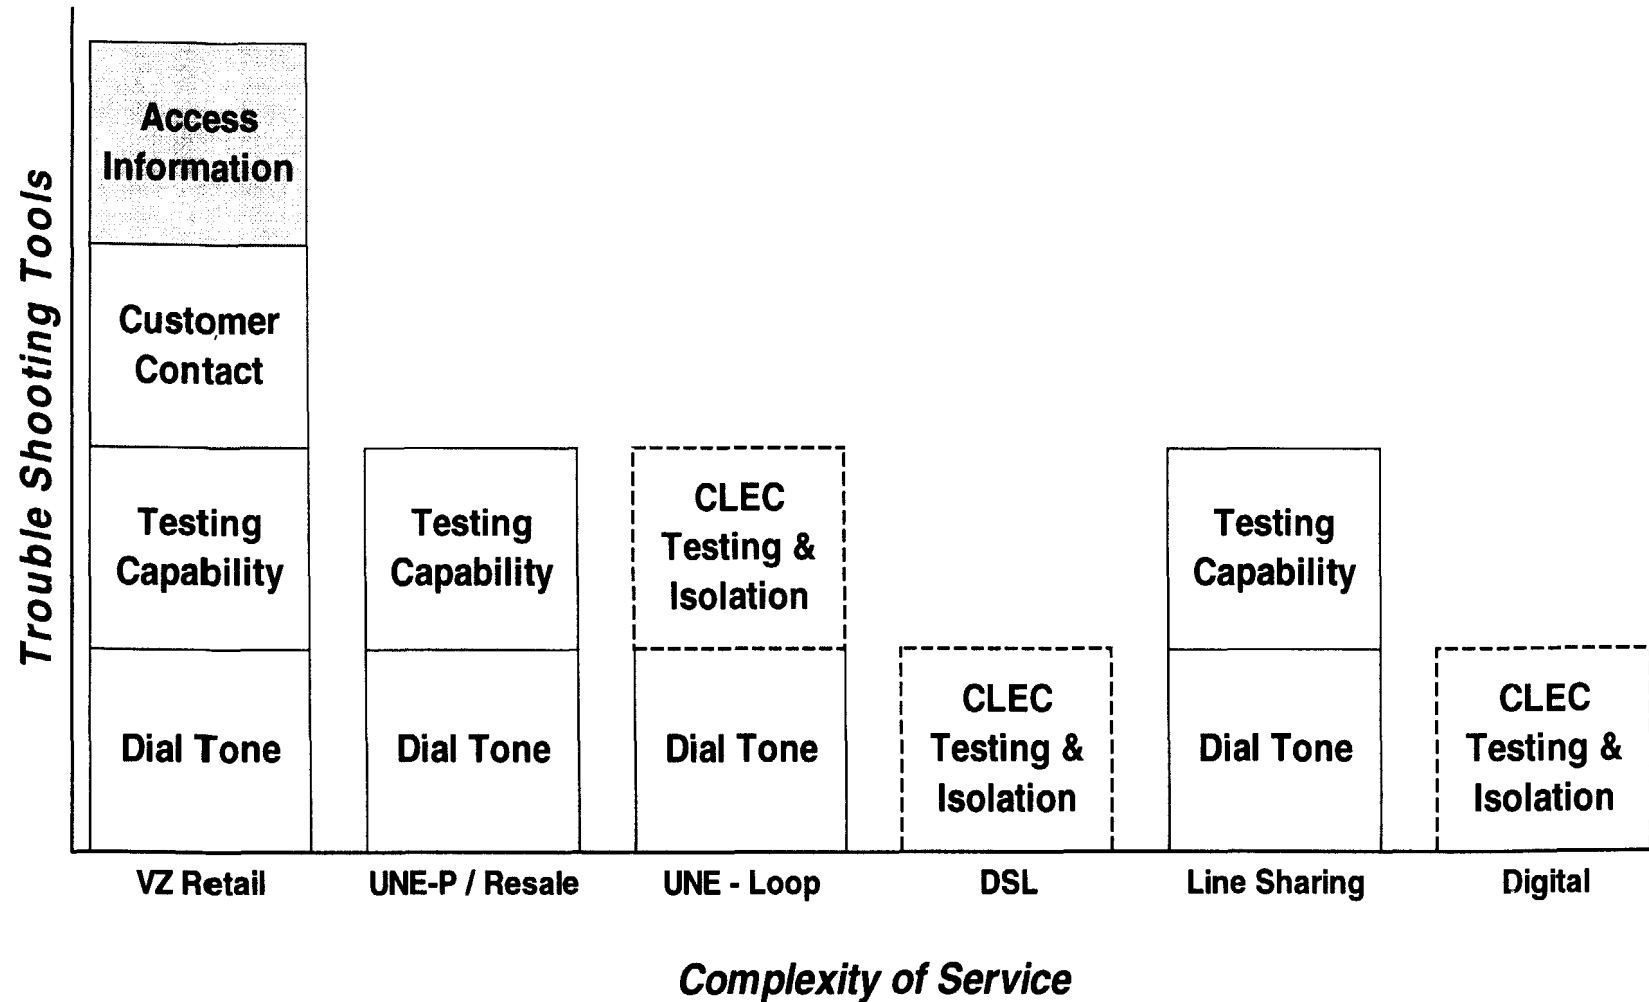 Trouble Shooting Tools
Access
Information
Customer
Contact
Testing
Capability
Dial Tone
Testing
Capability
Dial Tone
CLEC
Testing &
Isolation
Dial Tone
CLEC
Testing &
Isolation
Testing
Capability
Dial Tone
CLEC
Testing &
Isolation
VZ Retail
UNE-P / Resale
UNE - Loop
DSL
Line Sharing
Digital
Complexity of Service